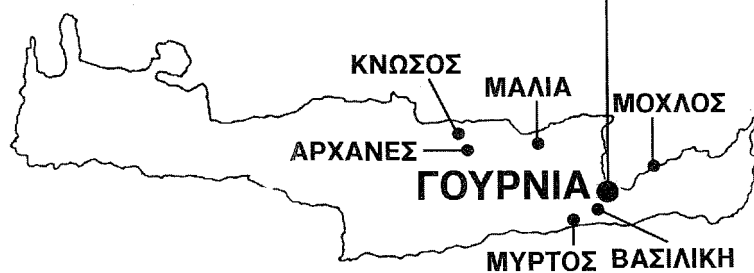 ΚΝΩΣΟΣ
ΜΑΛΙΑ
ΜΟΧΛΟΣ
ΑΡΧΑΝΕΣ
ΓΟΥΡΝΙΑ
ΜΥΡΤΟΣ
ΒΑΣΙΛΙΚΗ